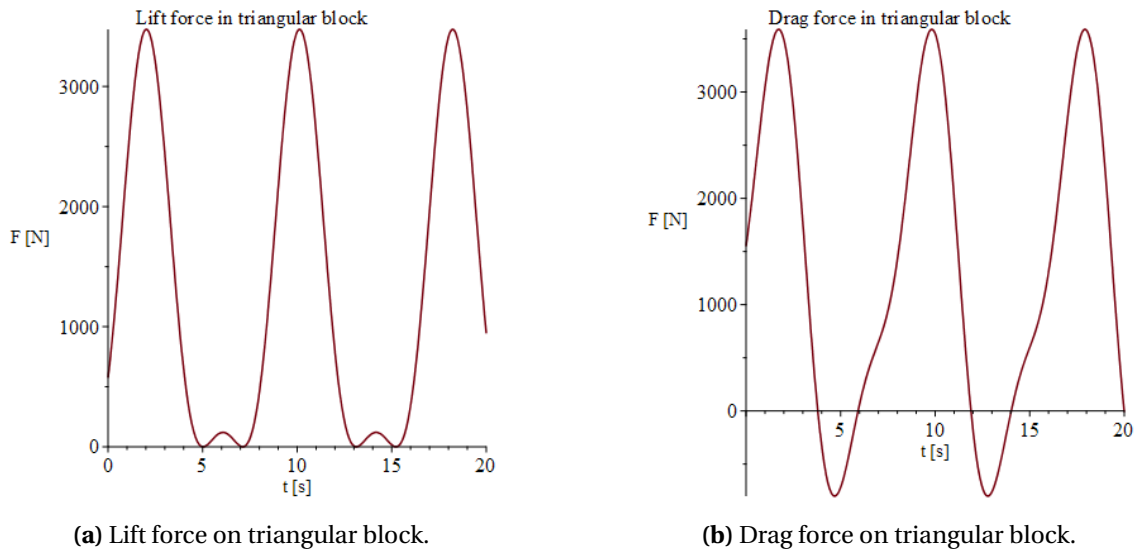 Lift force in triangular block
3000
2000
F [N]
1000
0
0 5 10 15 20
t [s]
(a) Lift force on triangular block.
Drag force in triangular block
3000
2000
F [N]
1000
0
5 10 15 20
t [s]
(b) Drag force on triangular block.